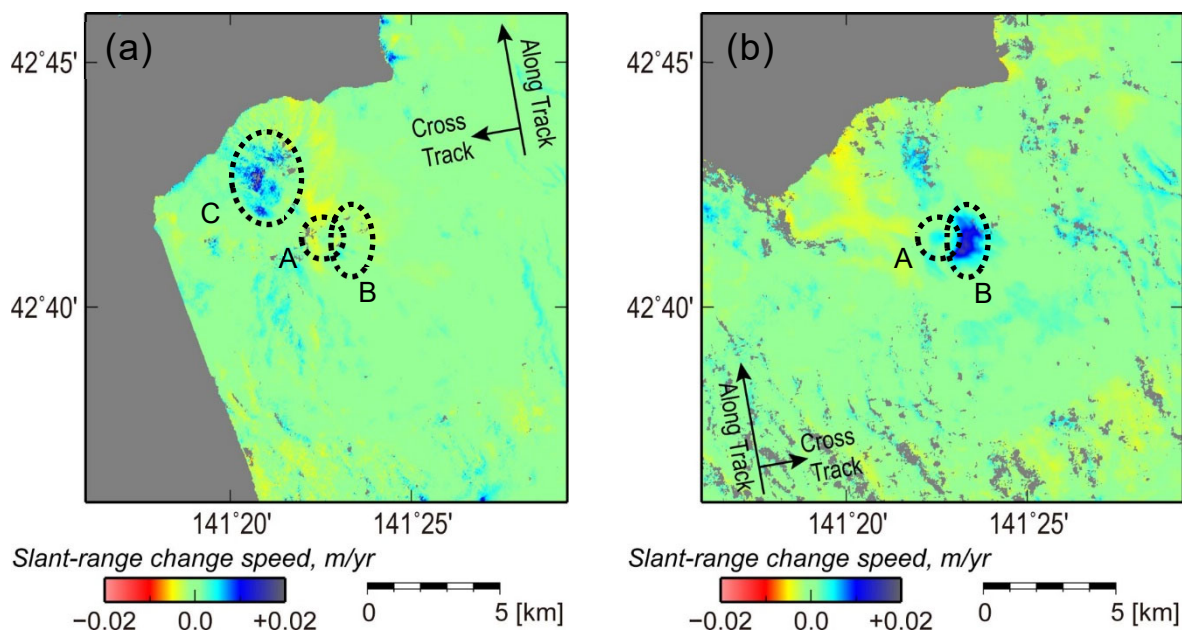 (a)
Along Track
Cross
Track
42°45'
C
A
B
42°40'
141°20'
141°25'
Slant-range change speed, m/yr
−0.02
0.0
+0.02
0
5 [km]
(b)
42°45'
A
B
42°40'
Along Track
Cross
Track
141°20'
141°25'
Slant-range change speed, m/yr
−0.02
0.0
+0.02
0
5 [km]